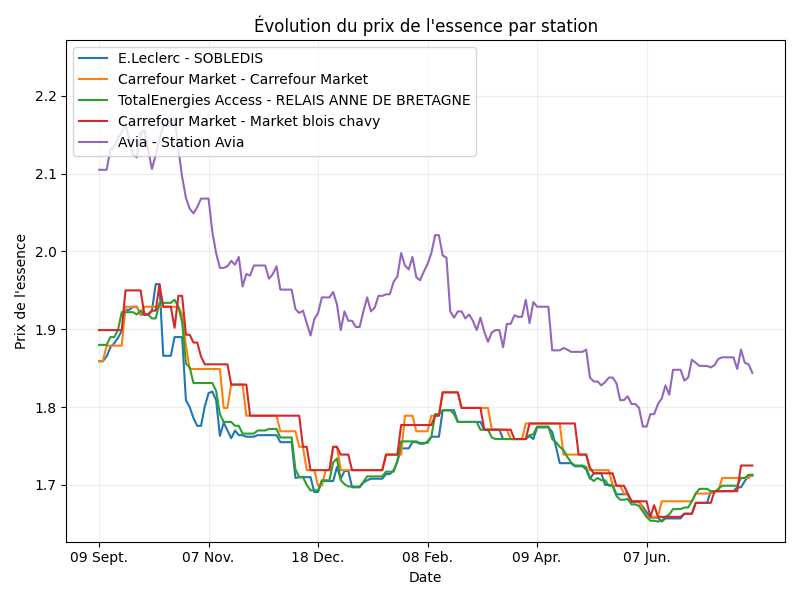 Évolution du prix de l'essence par station
E.Leclerc - SOBLEDIS
Carrefour Market - Carrefour Market
TotalEnergies Access - RELAIS ANNE DE BRETAGNE
Carrefour Market - Market blois chavy
Avia - Station Avia
Prix de l'essence
2.2
2.1
2.0
1.9
1.8
1.7
09 Sept.
07 Nov.
18 Dec.
08 Feb.
09 Apr.
07 Jun.
Date